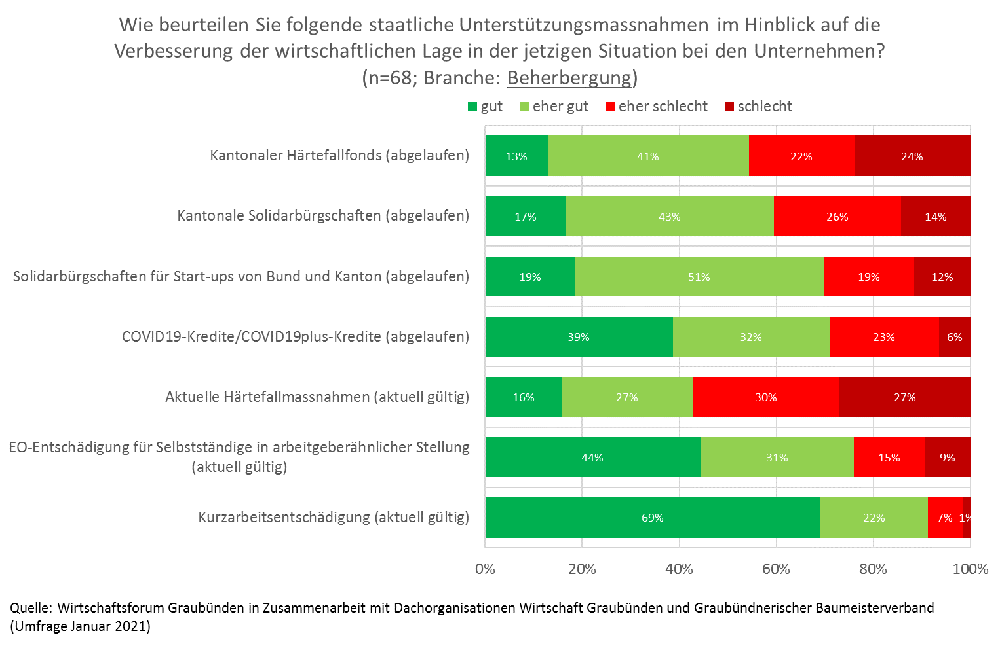 Wie beurteilen Sie folgende staatliche Unterstützungsmassnahmen im Hinblick auf die
Verbesserung der wirtschaftlichen Lage in der jetzigen Situation bei den Unternehmen?
(n=68; Branche: Beherbergung)
gut eher gut eher schlecht schlecht
Kantonaler Härtefallfonds (abgelaufen) 13% 41% 22% 24%
Kantonale Solidarbürgschaften (abgelaufen) 17% 43% 26% 14%
Solidarbürgschaften für Start-ups von Bund und Kanton (abgelaufen) 19% 51% 19% 12%
COVID19-Kredite/COVID19plus-Kredite (abgelaufen) 39% 32% 23% 6%
Aktuelle Härtefallmassnahmen (aktuell gültig) 16% 27% 30% 27%
EO-Entschädigung für Selbstständige in arbeitgeberähnlicher Stellung
(aktuell gültig) 44% 31% 15% 9%
Kurzarbeitsentschädigung (aktuell gültig) 69% 22% 7% 1%
0% 20% 40% 60% 80% 100%
Quelle: Wirtschaftsforum Graubünden in Zusammenarbeit mit Dachorganisationen Wirtschaft Graubünden und Graubündnerischer Baumeisterverband
(Umfrage Januar 2021)